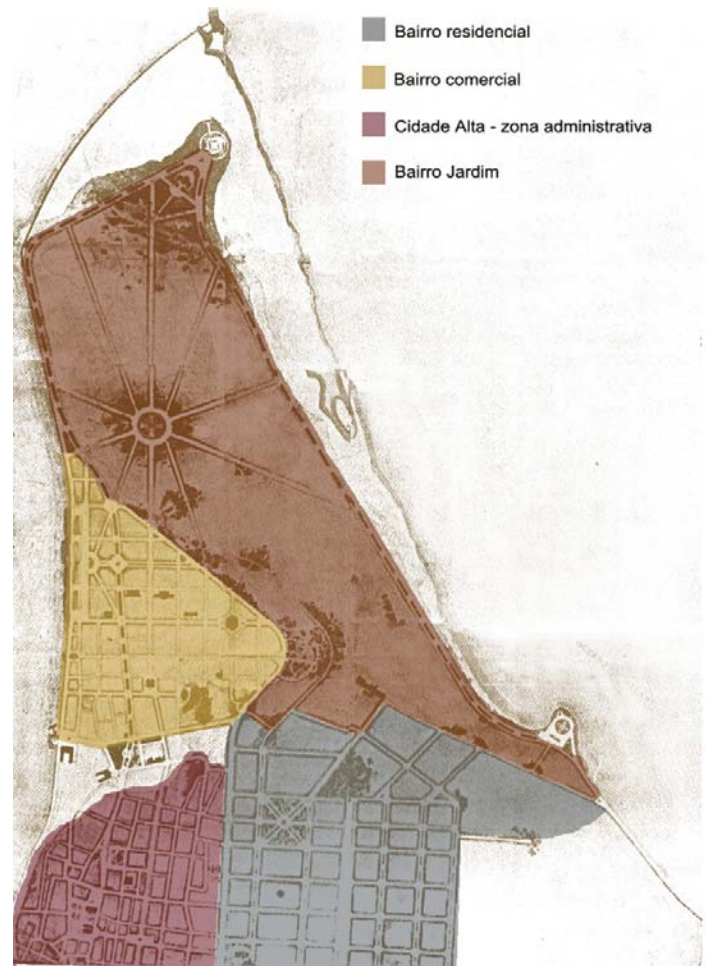 Bairro residencial
Bairro comercial
Cidade Alta - zona administrativa
Bairro Jardim